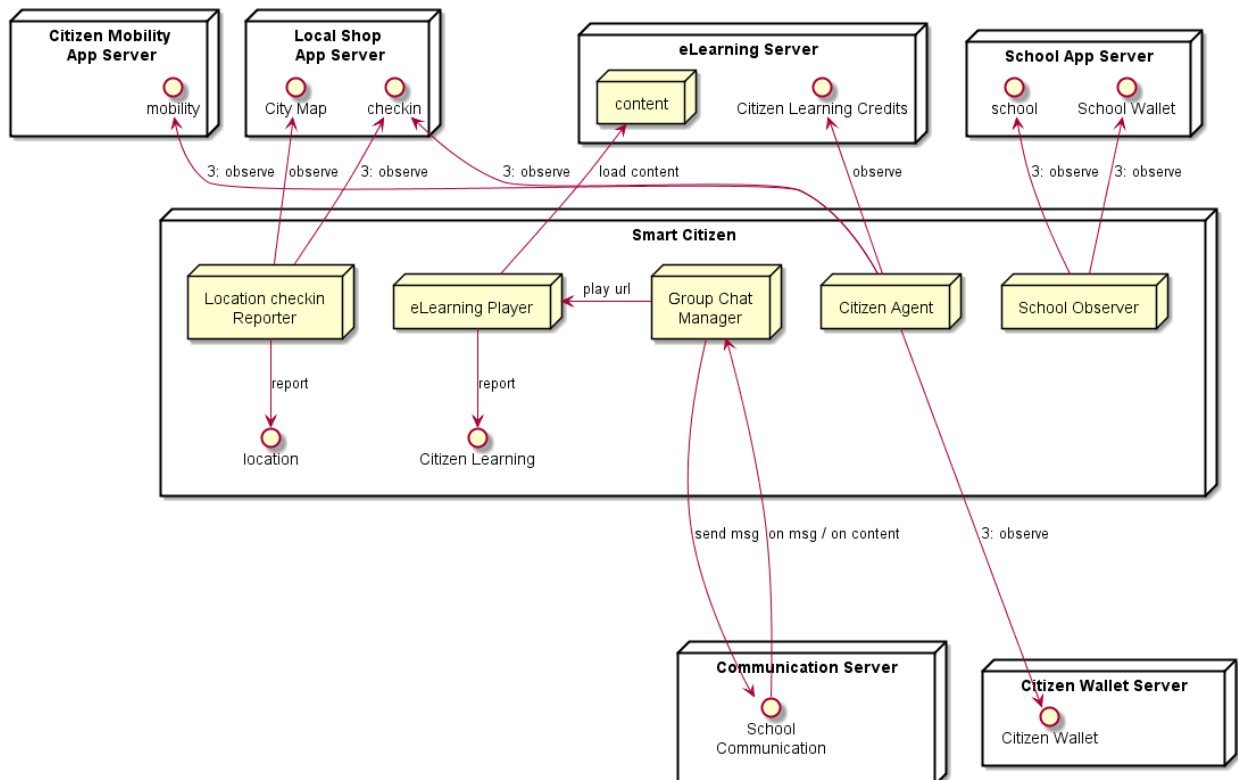 Citizen Mobility
App Server
mobility
Local Shop
App Server
City Map
checkin
eLearning Server
content
Citizen Learning Credits
School App Server
school
School Wallet
3: observe
observe
3: observe
3: observe
load content
observe
3: observe
3: observe
Smart Citizen
Location checkin
Reporter
eLearning Player
play url
Group Chat
Manager
Citizen Agent
School Observer
report
report
location
Citizen Learning
send msg
on msg / on content
3: observe
Communication Server
School
Communication
Citizen Wallet Server
Citizen Wallet